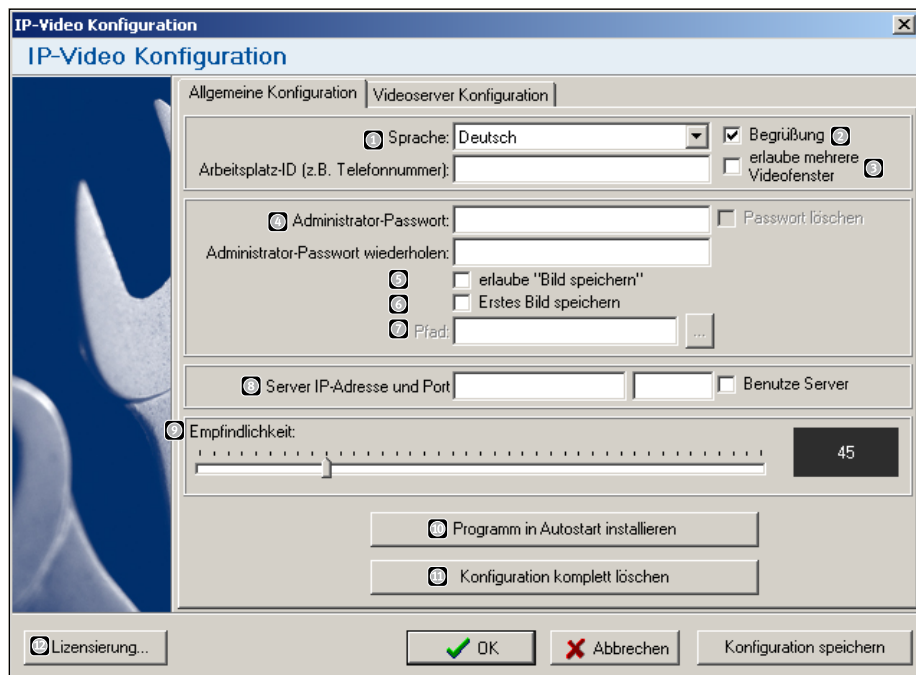 IP-Video Konfiguration
IP-Video Konfiguration
Allgemeine Konfiguration Videoserver Konfiguration
1 Sprache: Deutsch Begrüßung 2
Arbeitsplatz-ID (z.B. Telefonnummer): erlaube mehrere Videofenster 3
4 Administrator-Passwort: Passwort löschen
Administrator-Passwort wiederholen:
5 erlaube "Bild speichern"
6 Erstes Bild speichern
7 Pfad: ...
8 Server IP-Adresse und Port Benutze Server
9 Empfindlichkeit:
45
10 Programm in Autostart installieren
11 Konfiguration komplett löschen
12 Lizensierung... OK Abbrechen Konfiguration speichern